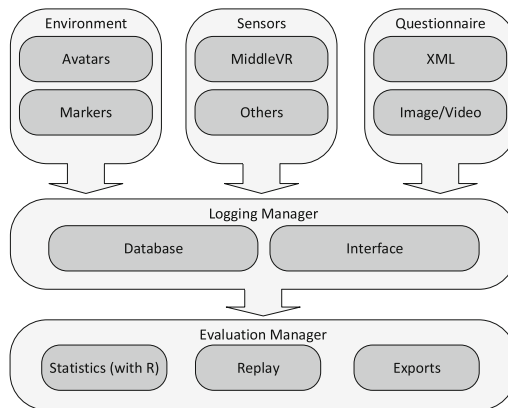 Environment
Avatars
Markers
Sensors
MiddleVR
Others
Questionnaire
XML
Image/Video
Logging Manager
Database
Interface
Evaluation Manager
Statistics (with R)
Replay
Exports